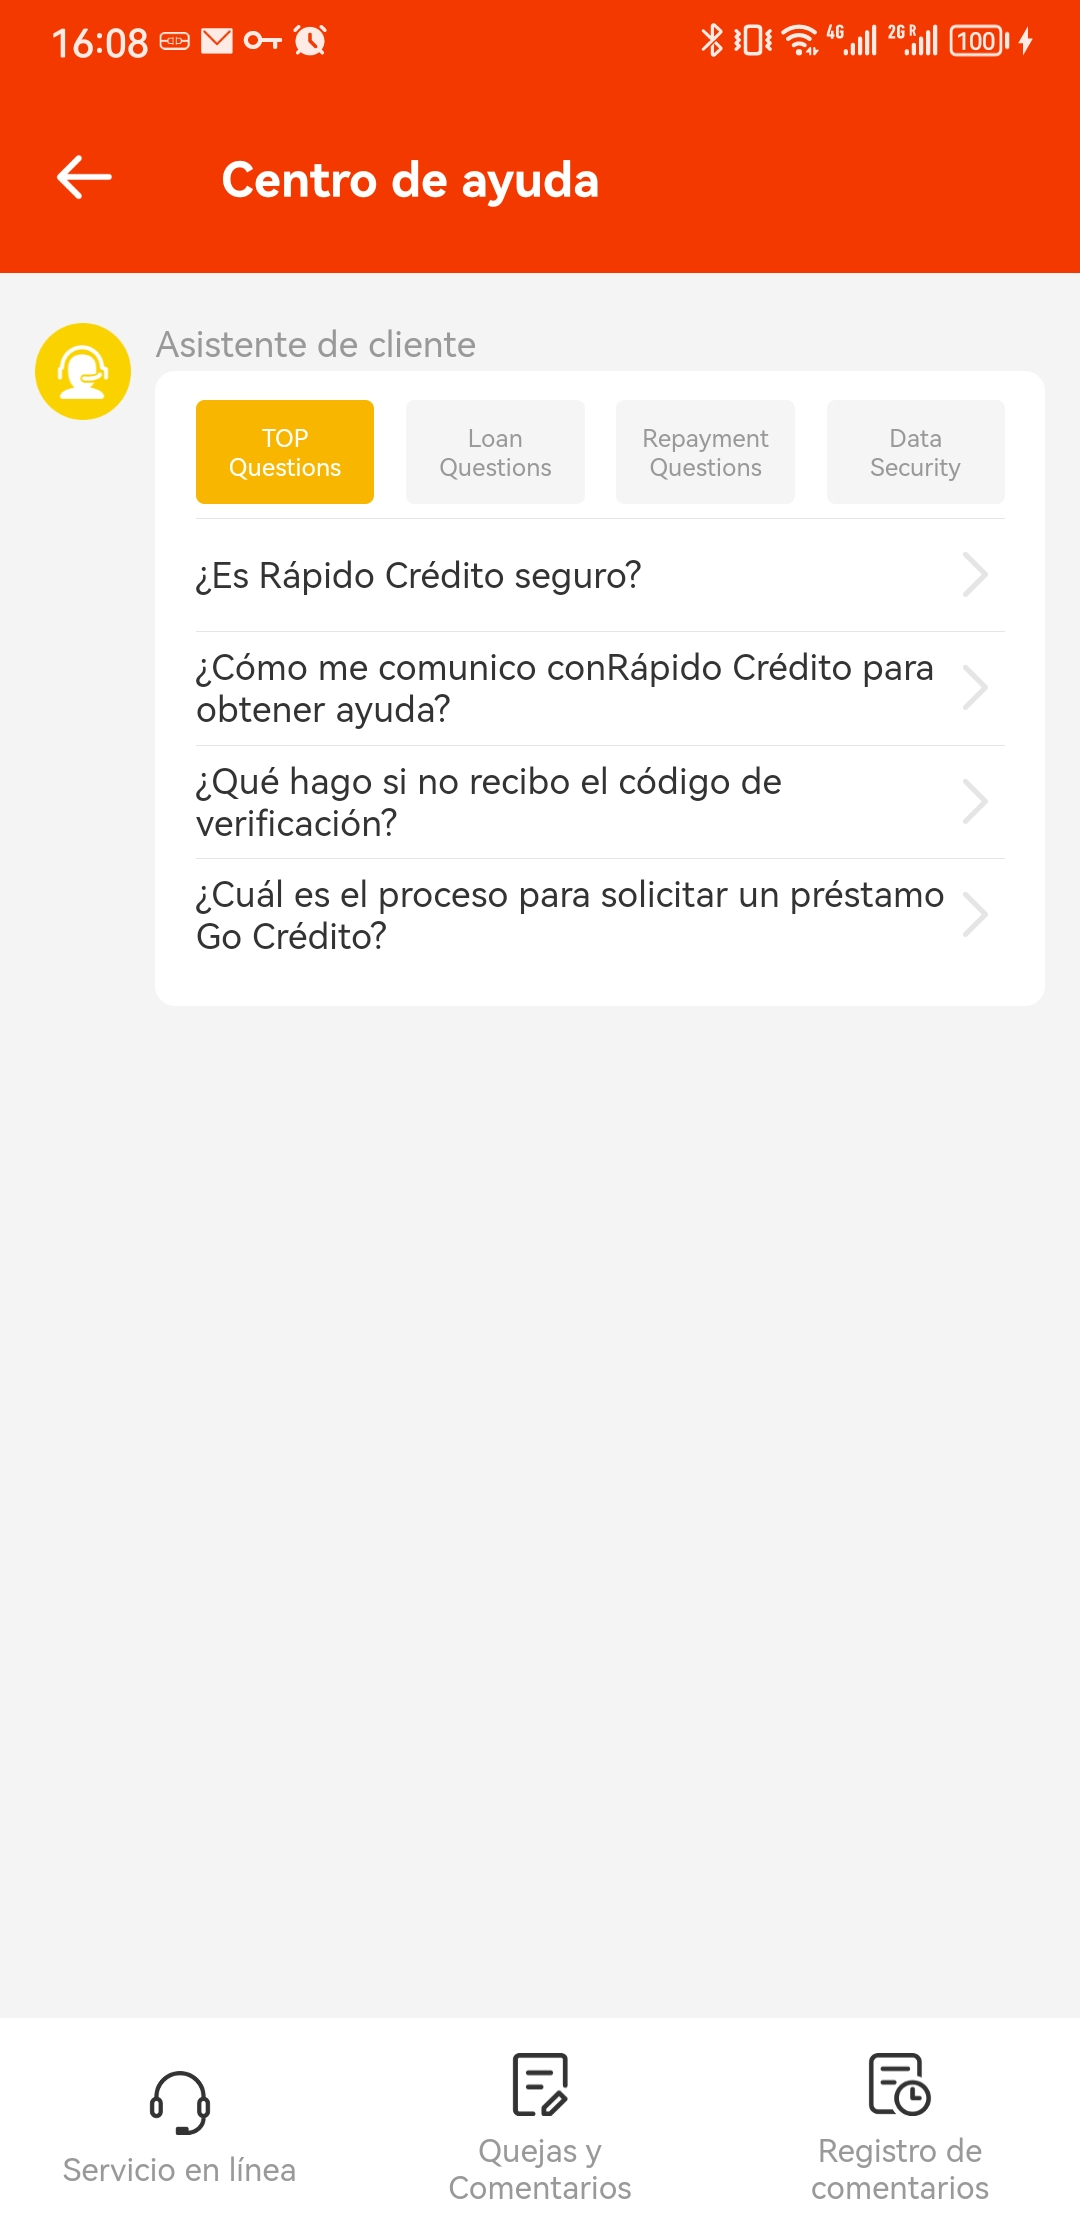 16:08
4G
2G R
100
Centro de ayuda
Asistente de cliente
TOP
Questions
Loan
Questions
Repayment
Questions
Data
Security
¿Es Rápido Crédito seguro?
¿Cómo me comunico conRápido Crédito para
obtener ayuda?
¿Qué hago si no recibo el código de
verificación?
¿Cuál es el proceso para solicitar un préstamo
Go Crédito?
Servicio en línea
Quejas y
Comentarios
Registro de
comentarios